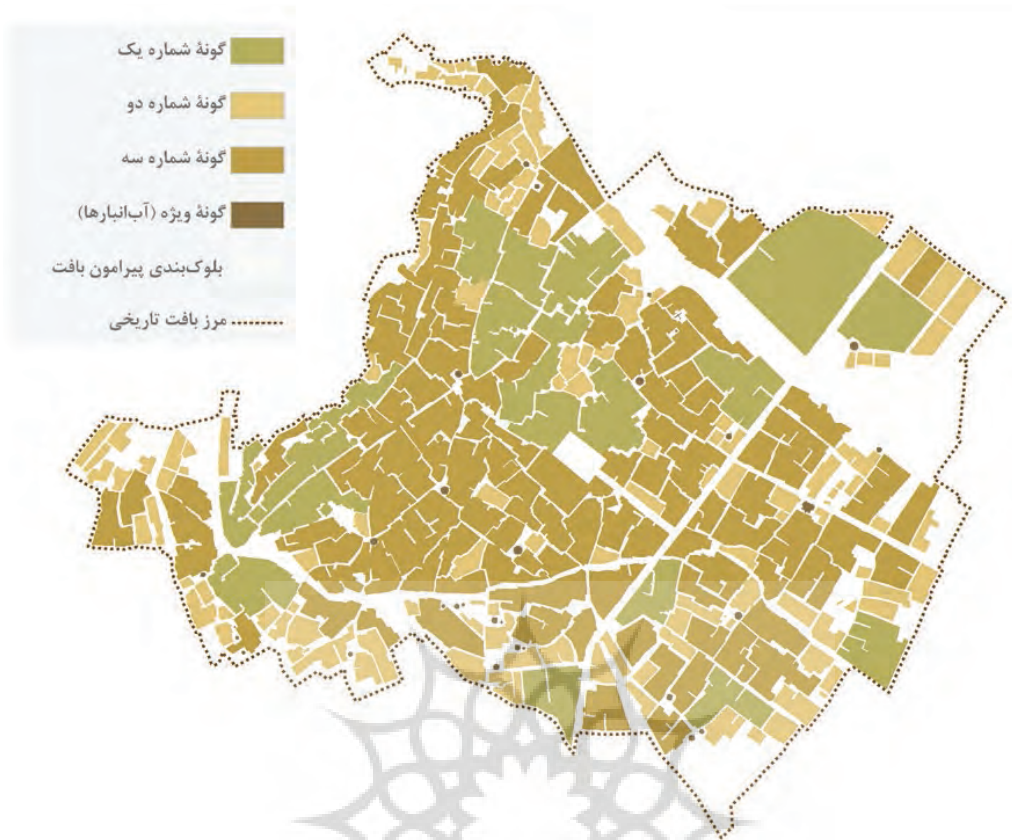 گونهٔ شماره یک
گونهٔ شماره دو
گونهٔ شماره سه
گونهٔ ویژه (آب‌انبارها)
بلوک‌بندی پیرامون بافت
مرز بافت تاریخی